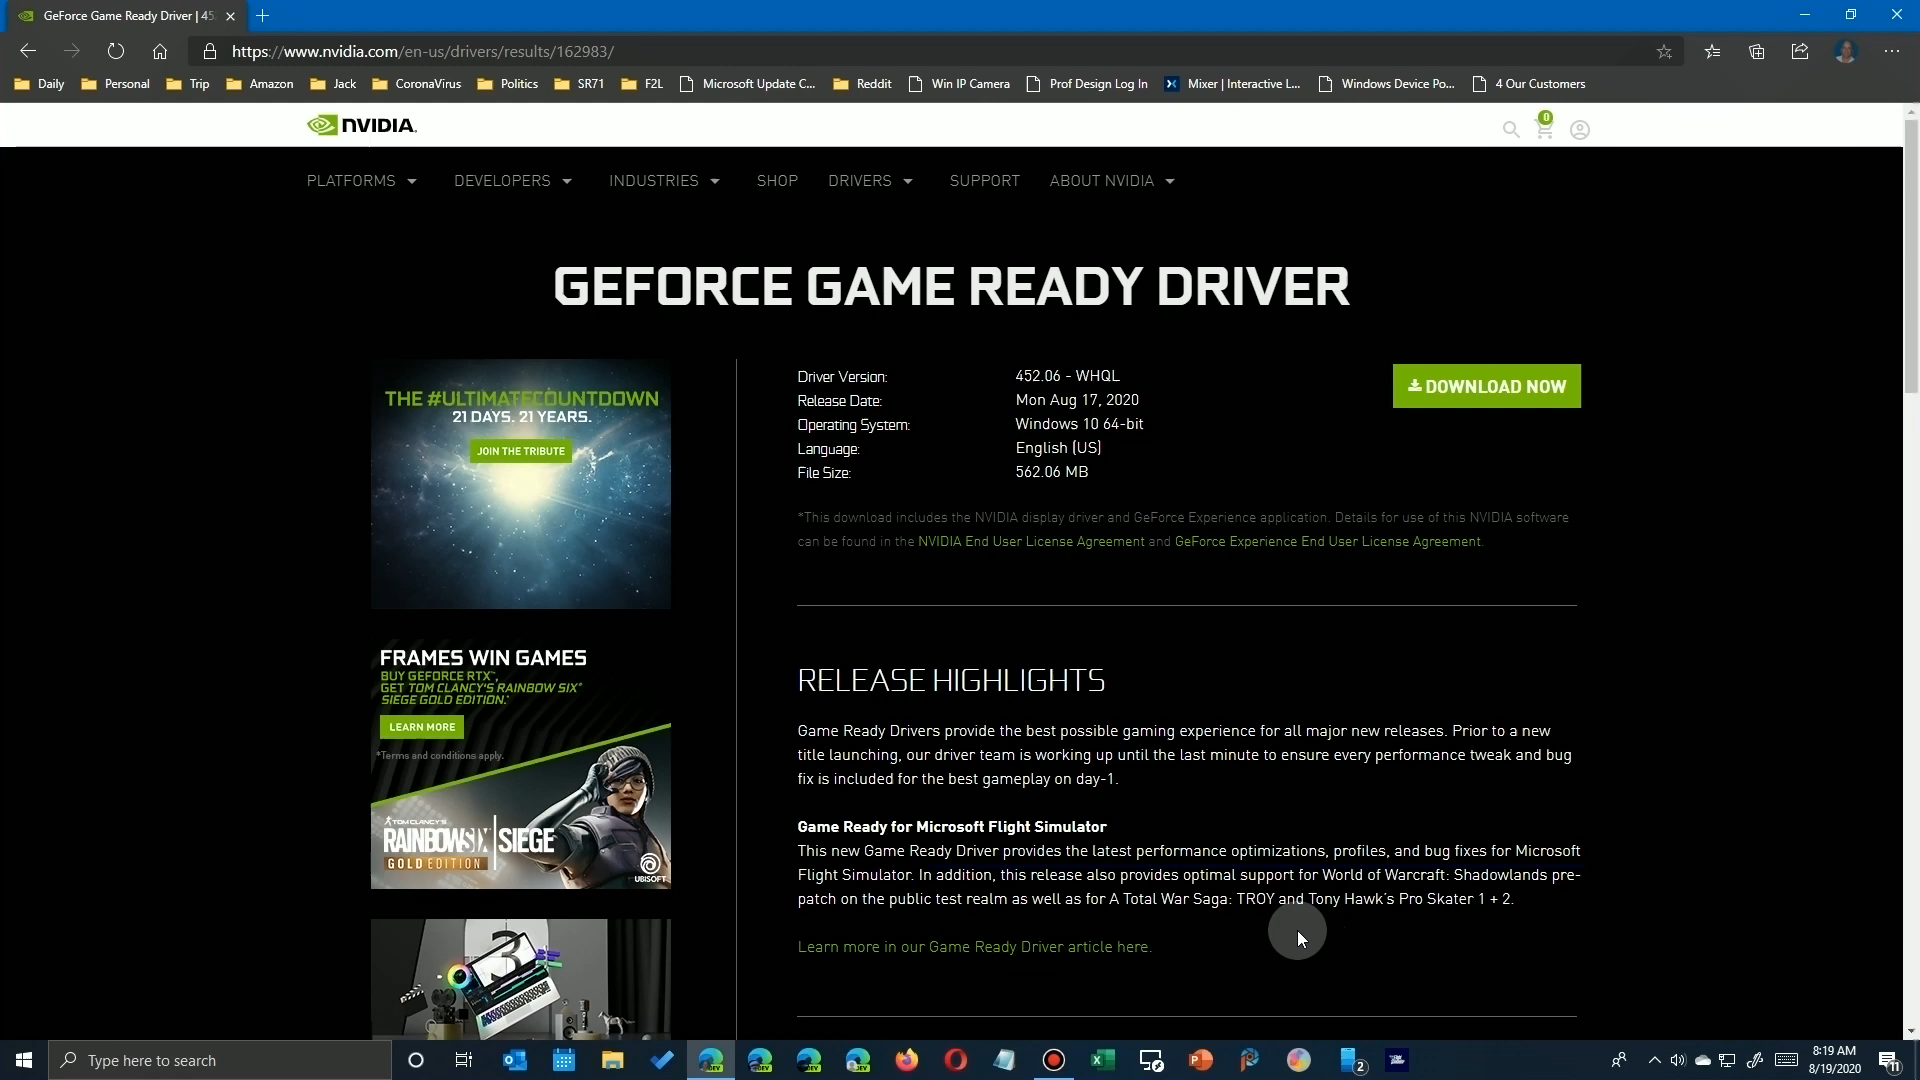 GeForce Game Ready Driver | 45
https://www.nvidia.com/en-us/drivers/results/162983/
Daily Personal Trip Amazon Jack CoronaVirus Politics SR71 F2L Microsoft Update C... Reddit Win IP Camera Prof Design Log In Mixer | Interactive L... Windows Device Po... 4 Our Customers
NVIDIA.
0
PLATFORMS DEVELOPERS INDUSTRIES SHOP DRIVERS SUPPORT ABOUT NVIDIA
GEFORCE GAME READY DRIVER
THE #ULTIMATECOUNTDOWN
21 DAYS. 21 YEARS.
JOIN THE TRIBUTE
Driver Version: 452.06 - WHQL
Release Date: Mon Aug 17, 2020
Operating System: Windows 10 64-bit
Language: English (US)
File Size: 562.06 MB
DOWNLOAD NOW
*This download includes the NVIDIA display driver and GeForce Experience application. Details for use of this NVIDIA software
can be found in the NVIDIA End User License Agreement and GeForce Experience End User License Agreement.
FRAMES WIN GAMES
BUY GEFORCE RTX™,
GET TOM CLANCY'S RAINBOW SIX®
SIEGE GOLD EDITION.*
LEARN MORE
*Terms and conditions apply.
TOM CLANCY'S
RAINBOW SIX | SIEGE
GOLD EDITION
UBISOFT
3
RELEASE HIGHLIGHTS
Game Ready Drivers provide the best possible gaming experience for all major new releases. Prior to a new
title launching, our driver team is working up until the last minute to ensure every performance tweak and bug
fix is included for the best gameplay on day-1.
Game Ready for Microsoft Flight Simulator
This new Game Ready Driver provides the latest performance optimizations, profiles, and bug fixes for Microsoft
Flight Simulator. In addition, this release also provides optimal support for World of Warcraft: Shadowlands pre-
patch on the public test realm as well as for A Total War Saga: TROY and Tony Hawk's Pro Skater 1 + 2.
Learn more in our Game Ready Driver article here.
Type here to search
DEV
DEV
DEV
DEV
2
8:19 AM
8/19/2020
11